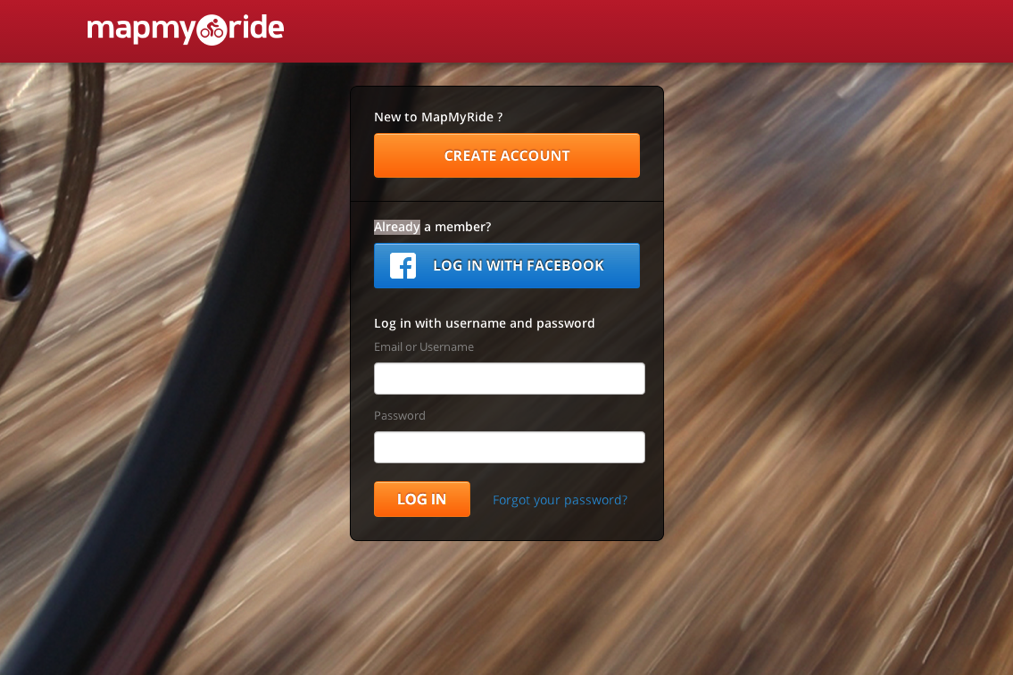 mapmyride
New to MapMyRide ?
CREATE ACCOUNT
Already a member?
LOG IN WITH FACEBOOK
Log in with username and password
Email or Username
Password
LOG IN
Forgot your password?